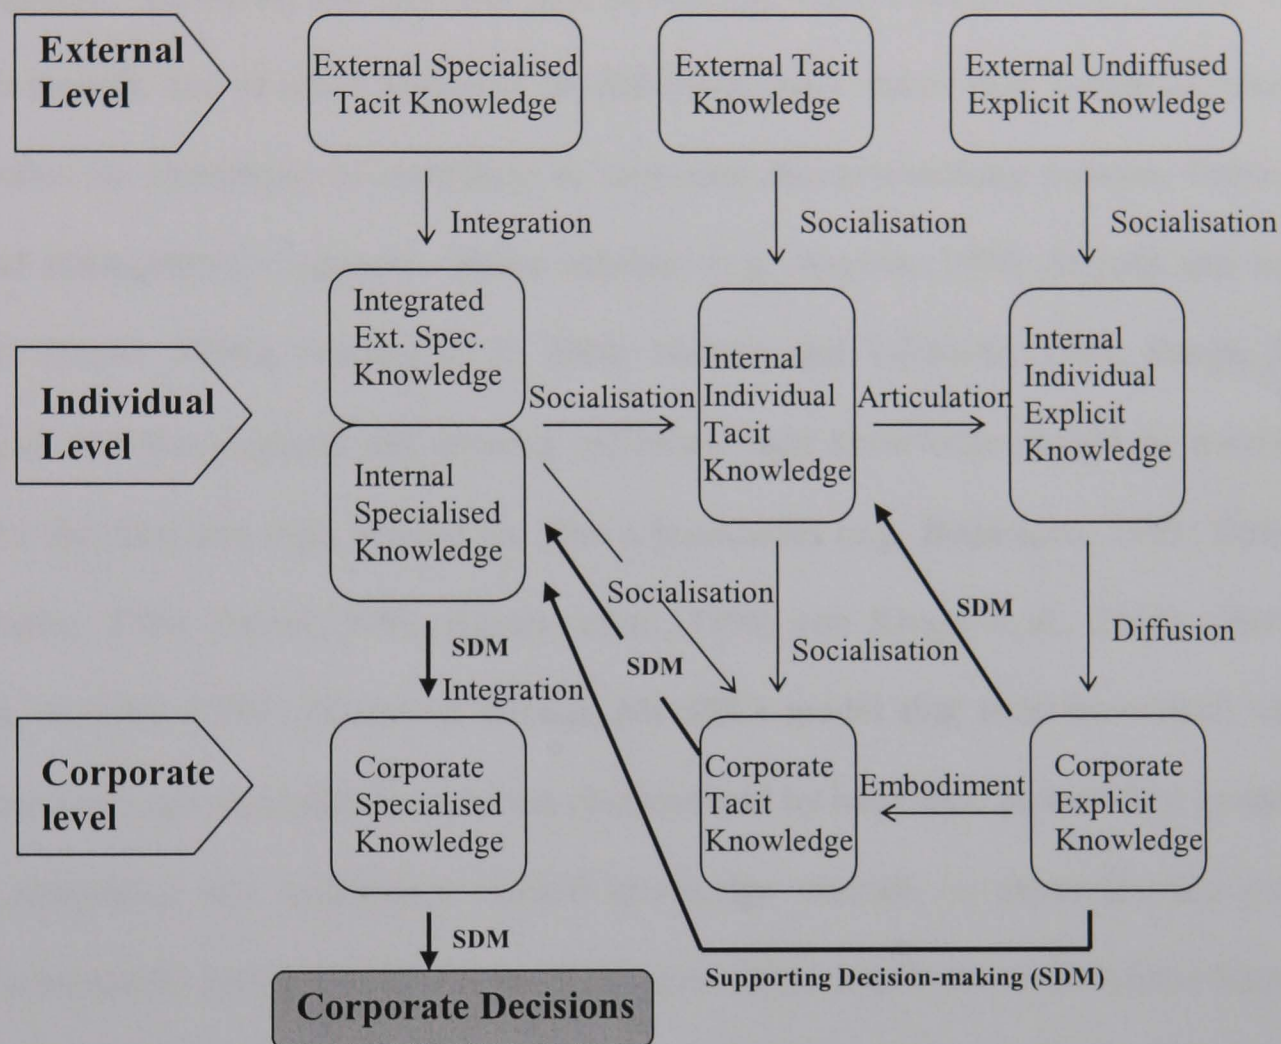 External
Level
External Specialised
Tacit Knowledge
External Tacit
Knowledge
External Undiffused
Explicit Knowledge
Integration
Socialisation
Socialisation
Individual
Level
Integrated
Ext. Spec.
Knowledge
Internal
Specialised
Knowledge
Socialisation
Internal
Individual
Tacit
Knowledge
Articulation
Internal
Individual
Explicit
Knowledge
SDM
Integration
Socialisation
SDM
Socialisation
SDM
Diffusion
Corporate
level
Corporate
Specialised
Knowledge
Corporate
Tacit
Knowledge
Embodiment
Corporate
Explicit
Knowledge
SDM
Supporting Decision-making (SDM)
Corporate Decisions